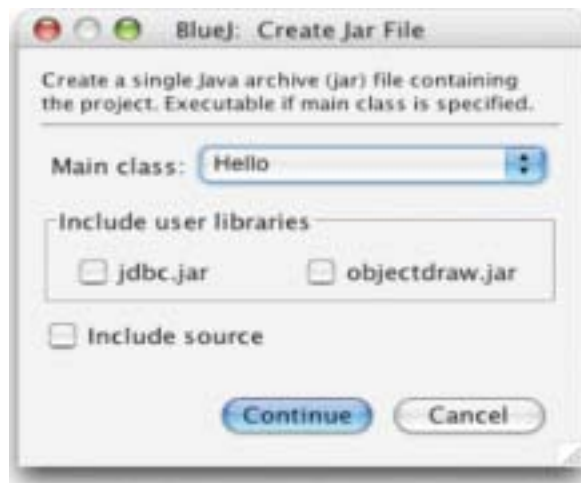 BlueJ: Create Jar File
Create a single Java archive (jar) file containing
the project. Executable if main class is specified.
Main class: Hello
Include user libraries
jdbc.jar objectdraw.jar
Include source
Continue Cancel